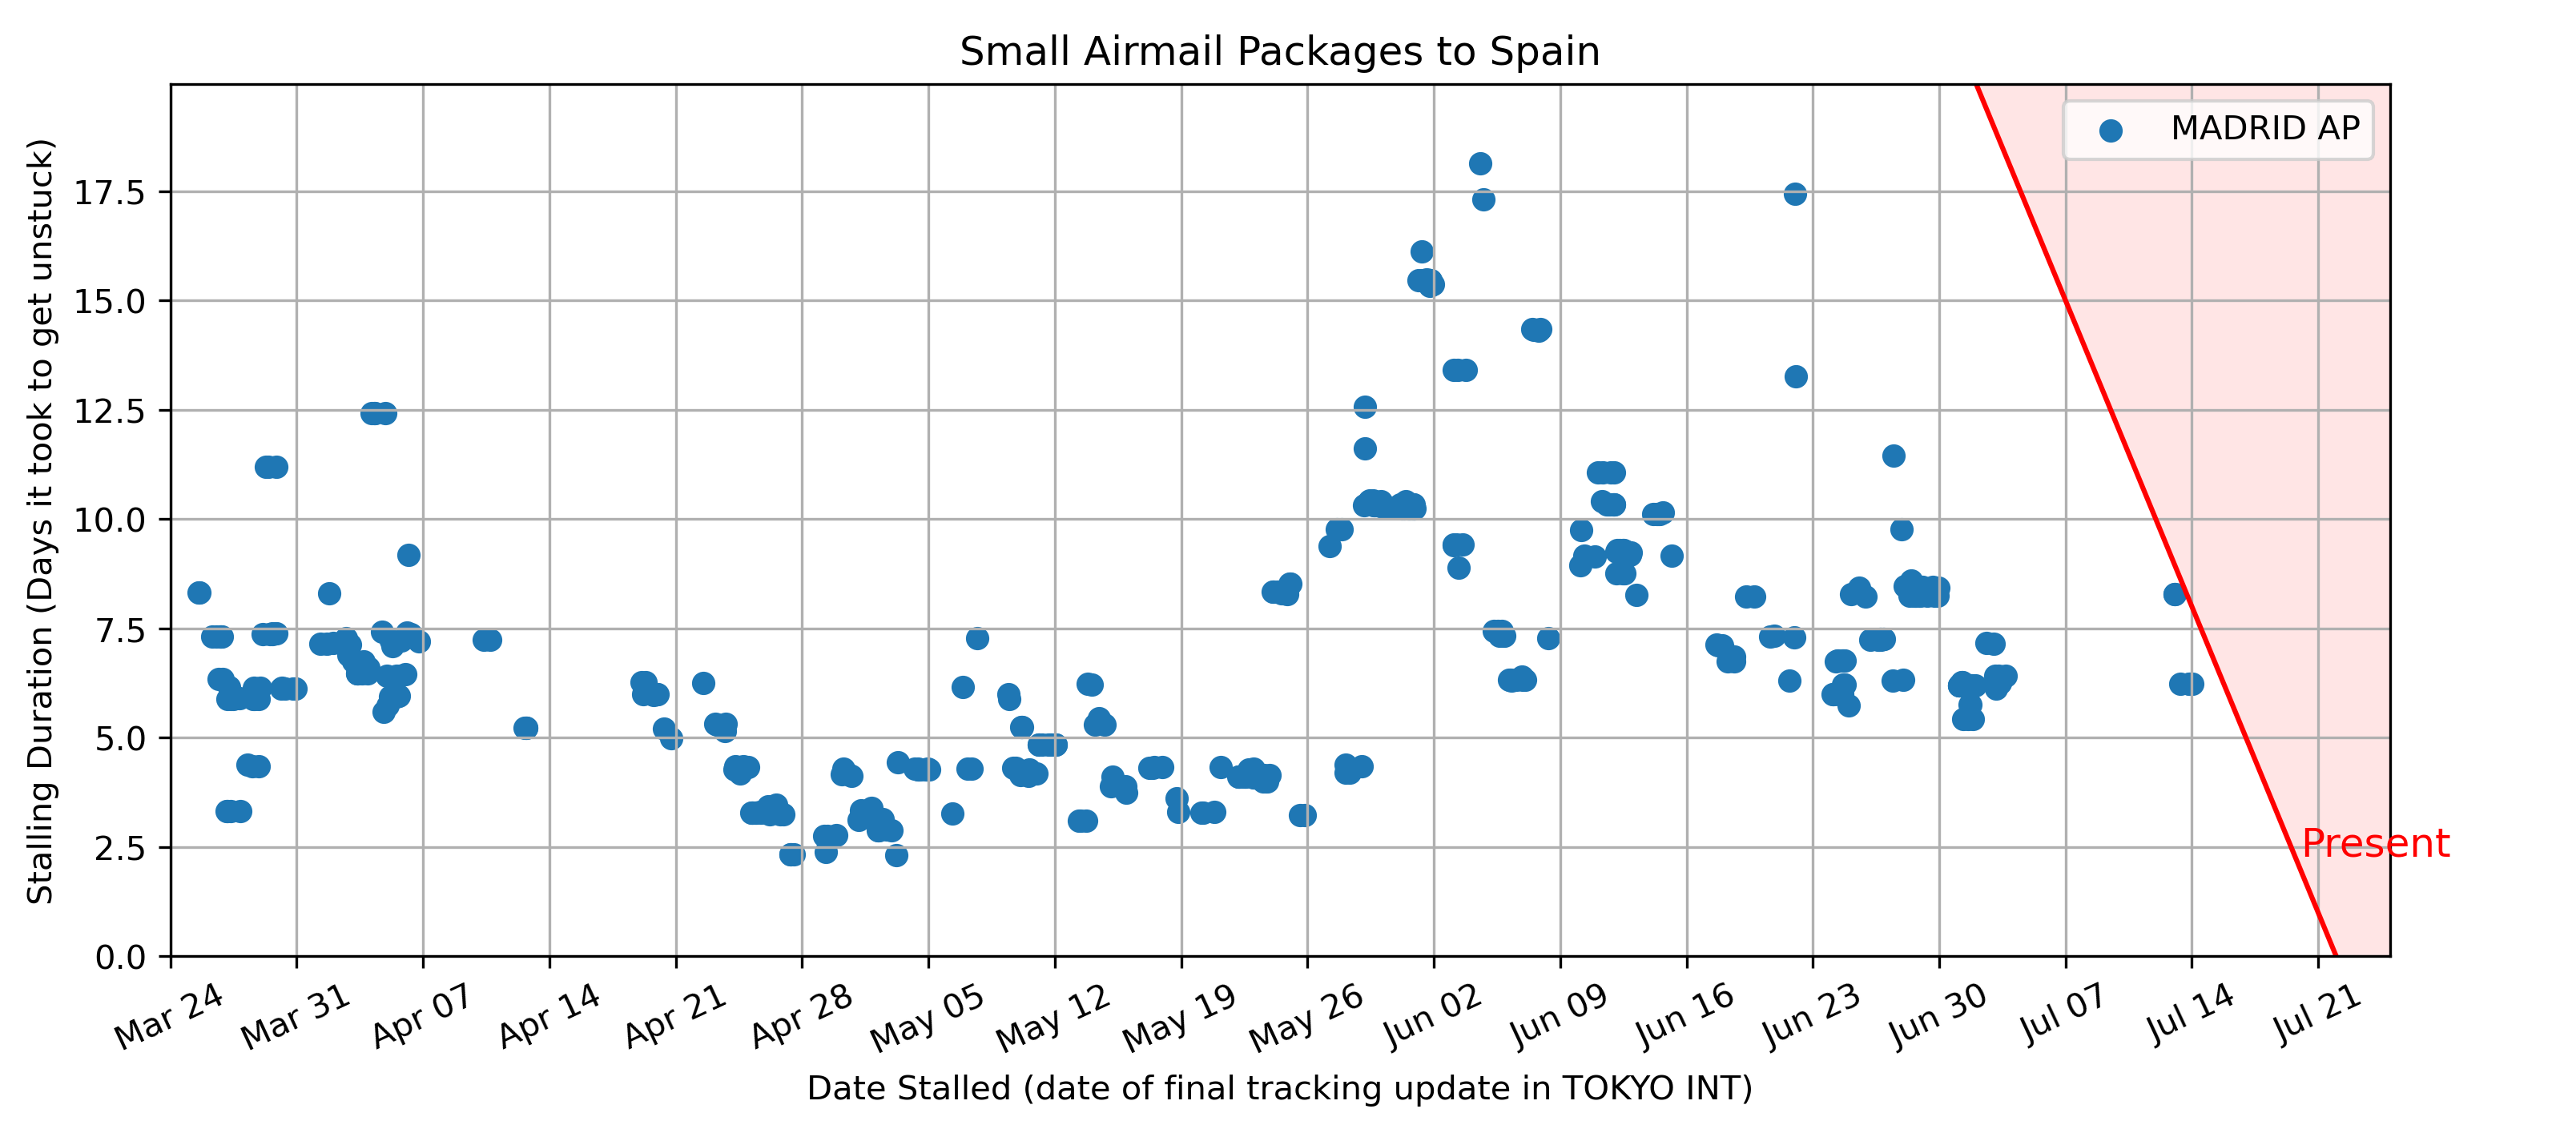 Small Airmail Packages to Spain
MADRID AP
Stalling Duration (Days it took to get unstuck)
17.5
15.0
12.5
10.0
7.5
5.0
2.5
0.0
Present
Mar 24
Mar 31
Apr 07
Apr 14
Apr 21
Apr 28
May 05
May 12
May 19
May 26
Jun 02
Jun 09
Jun 16
Jun 23
Jun 30
Jul 07
Jul 14
Jul 21
Date Stalled (date of final tracking update in TOKYO INT)